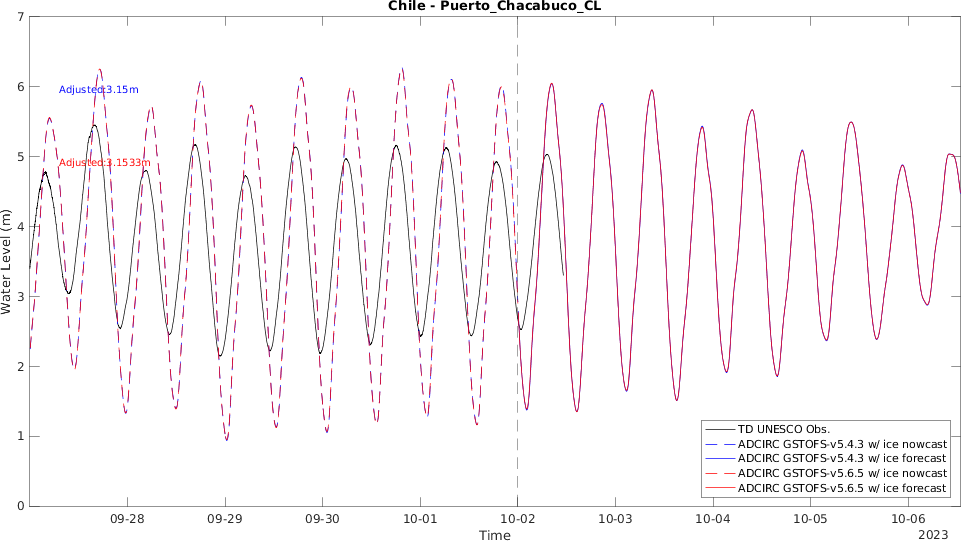 Chile - Puerto_Chacabuco_CL
7
6
5
4
3
2
1
0
Water Level (m)
Adjusted:3.15m
Adjusted:3.1533m
TD UNESCO Obs.
ADCIRC GSTOFS-v5.4.3 w/ ice nowcast
ADCIRC GSTOFS-v5.4.3 w/ ice forecast
ADCIRC GSTOFS-v5.6.5 w/ ice nowcast
ADCIRC GSTOFS-v5.6.5 w/ ice forecast
09-28 09-29 09-30 10-01 10-02 10-03 10-04 10-05 10-06
Time
2023